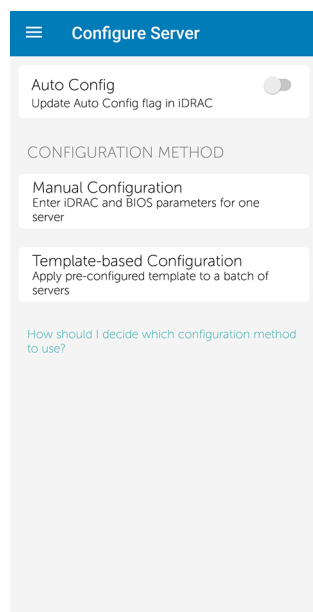 Configure Server
Auto Config
Update Auto Config flag in iDRAC
CONFIGURATION METHOD
Manual Configuration
Enter iDRAC and BIOS parameters for one
server
Template-based Configuration
Apply pre-configured template to a batch of
servers
How should I decide which configuration method
to use?